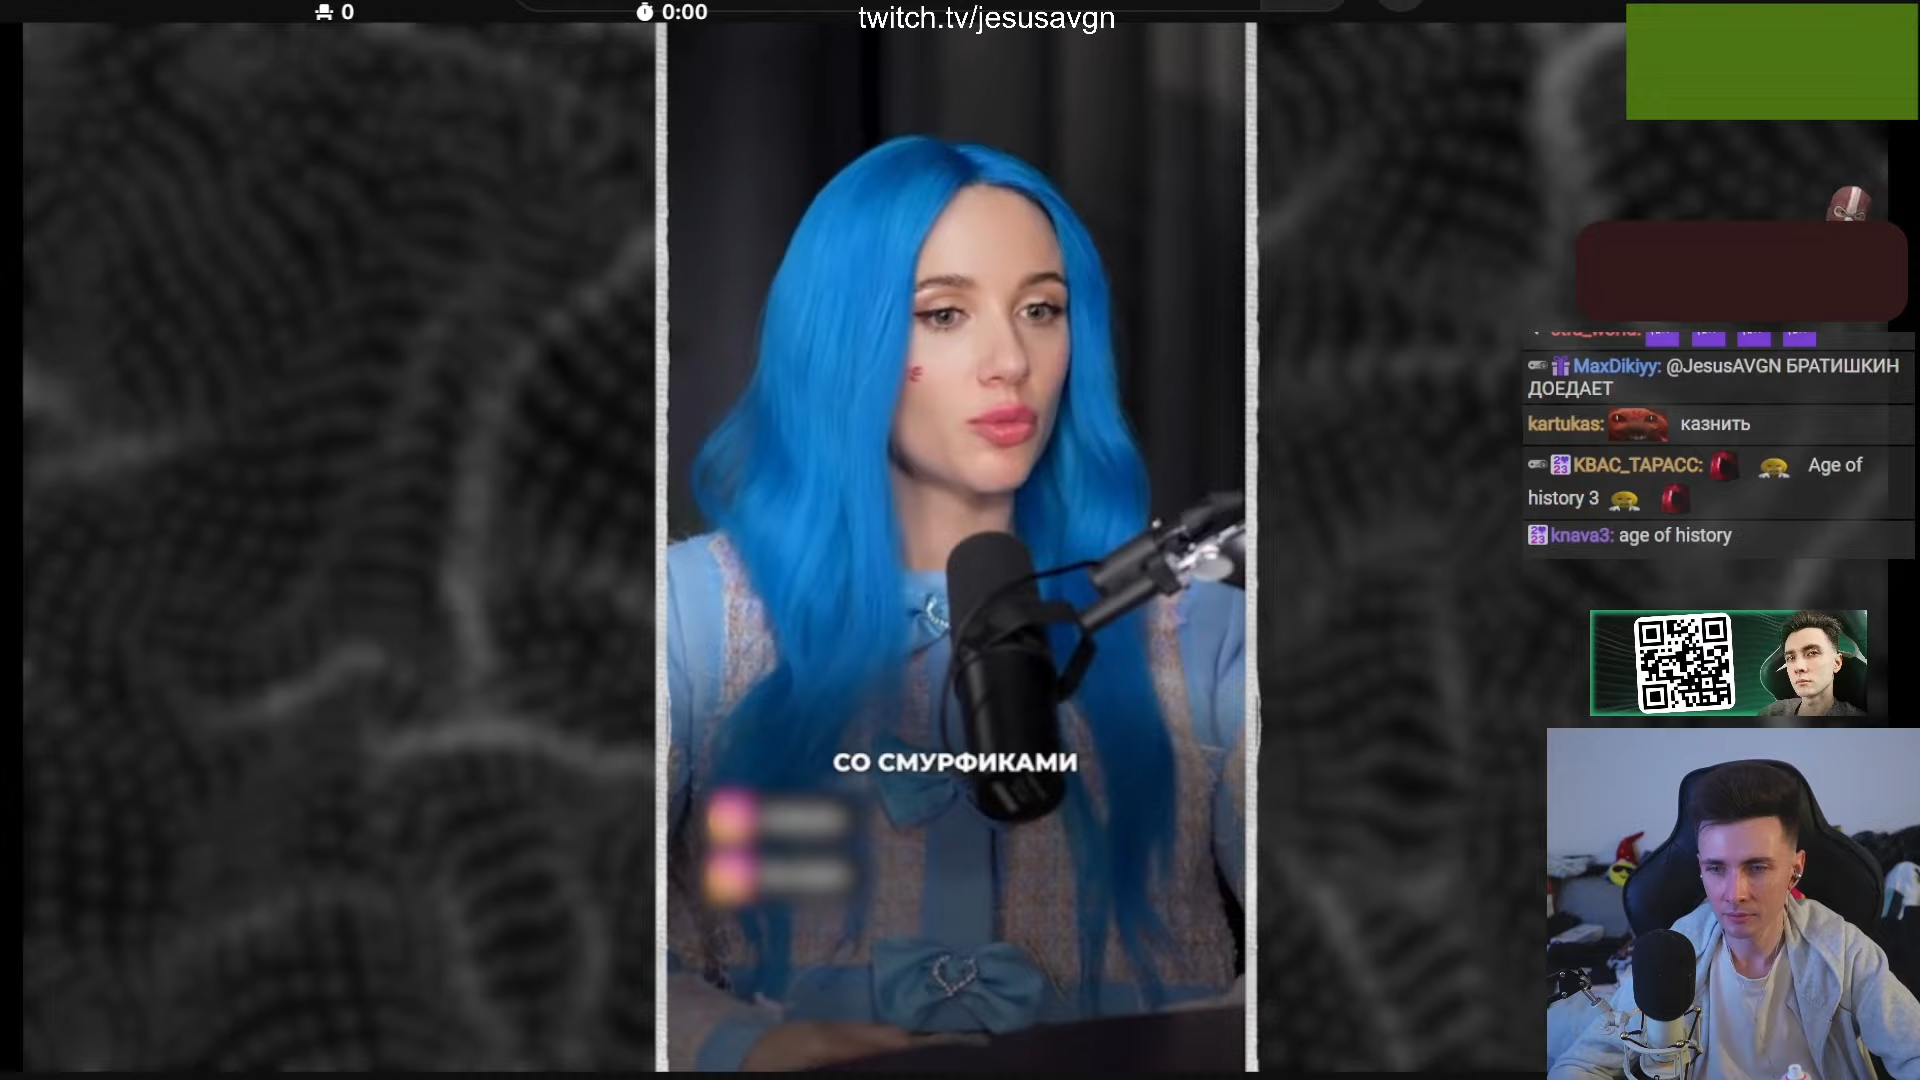 0
0:00
twitch.tv/jesusavgn
MaxDikiyy: @JesusAVGN БРАТИШКИН
ДОЕДАЕТ
kartukas: казнить
КВАС_ТАРАСС: Age of
history 3
knava3: age of history
СО СМУРФИКАМИ